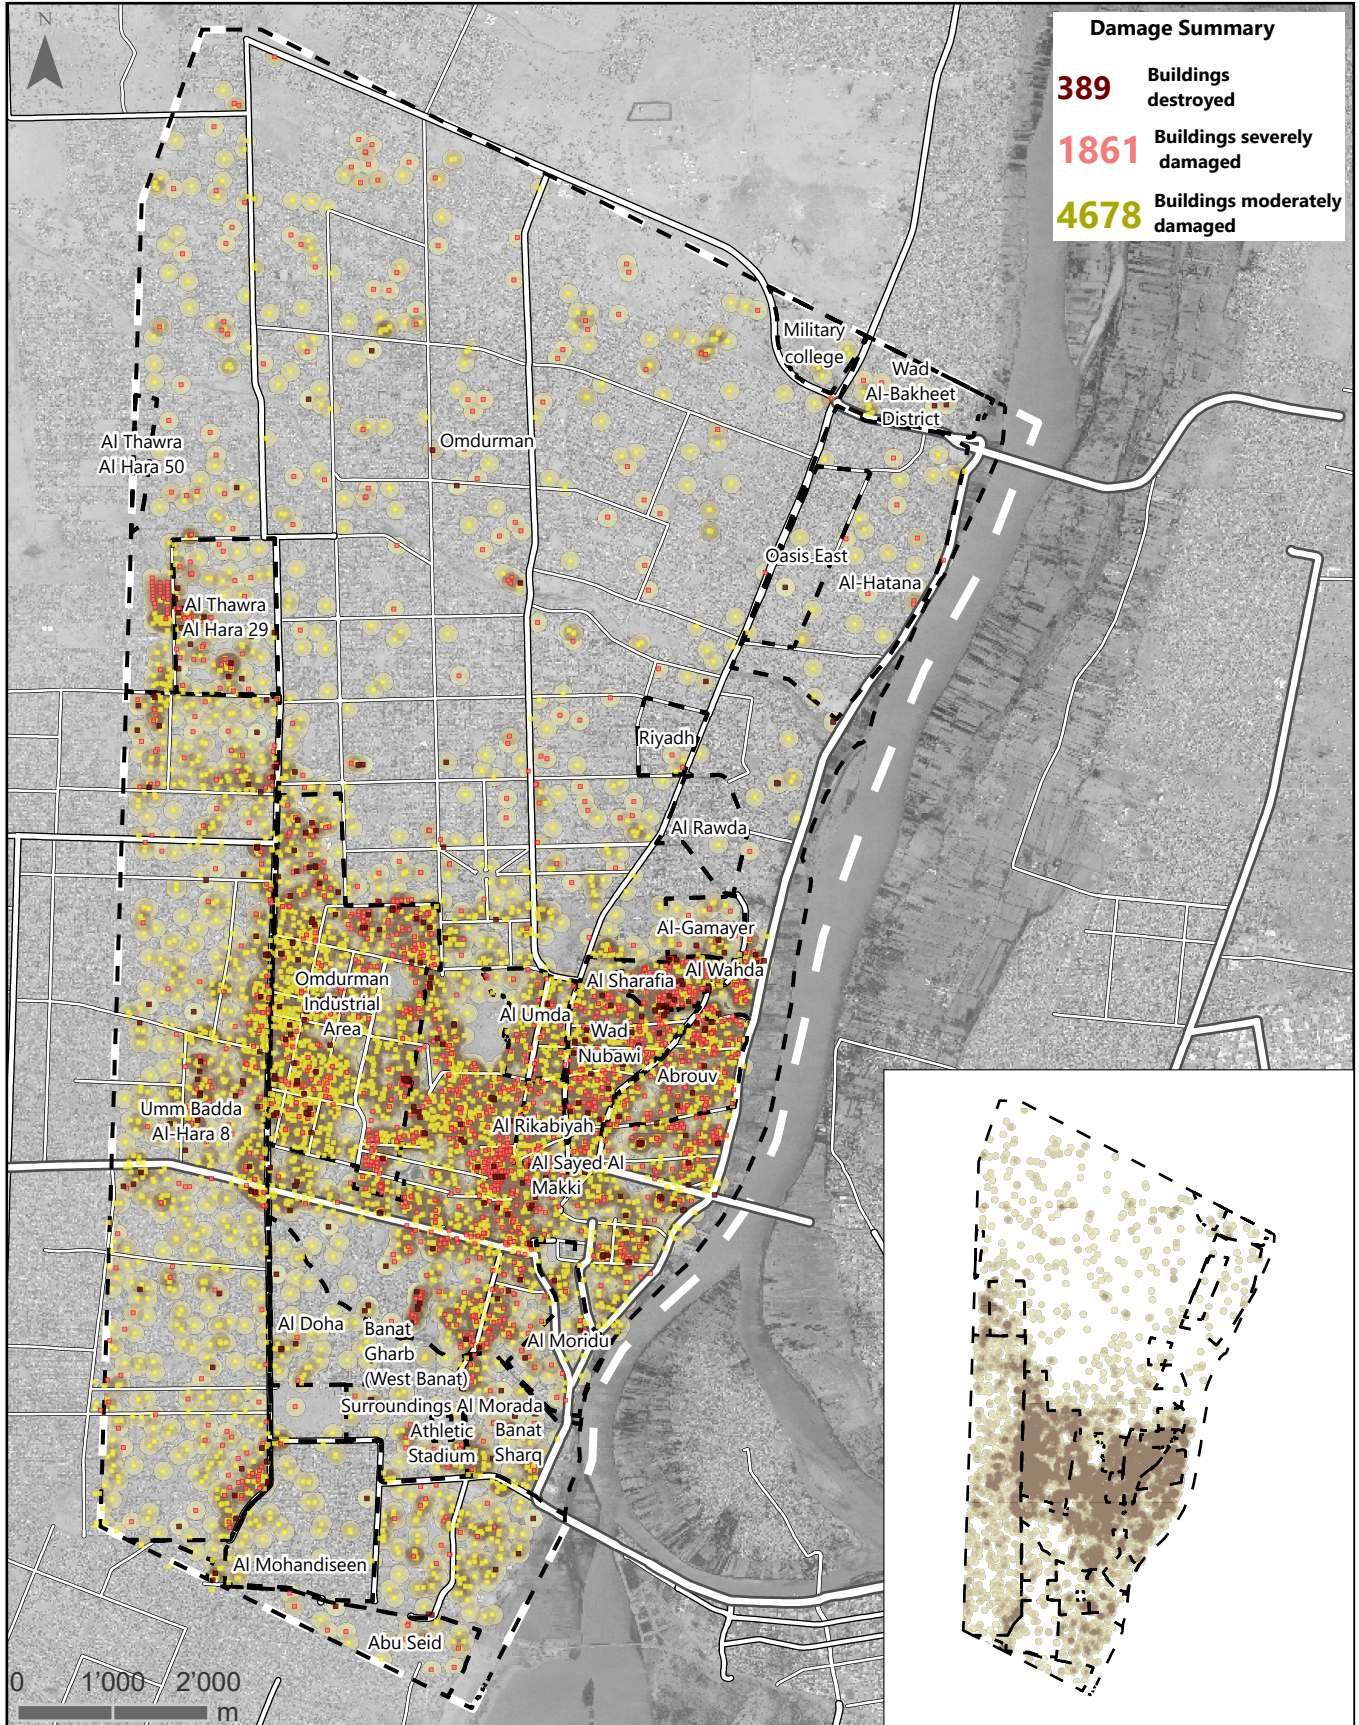 N
Damage Summary
389 Buildings
destroyed
1861 Buildings severely
damaged
4678 Buildings moderately
damaged
Military
college
Wad
Al-Bakheet
District
Al Thawra
Al Hara 50
Omdurman
Oasis East
Al-Hatana
Al Thawra
Al Hara 29
Riyadh
Al Rawda
Al-Gamayer
Al Sharafia
Al Wahda
Omdurman
Industrial
Area
Al Umda
Wad
Nubawi
Abrouv
Umm Badda
Al-Hara 8
Al Rikabiyah
Al Sayed Al
Makki
Al Doha
Banat
Gharb
(West Banat)
Al Moridu
Surroundings Al Morada
Athletic
Stadium
Banat
Sharq
Al Mohandiseen
Abu Seid
0 1'000 2'000
m